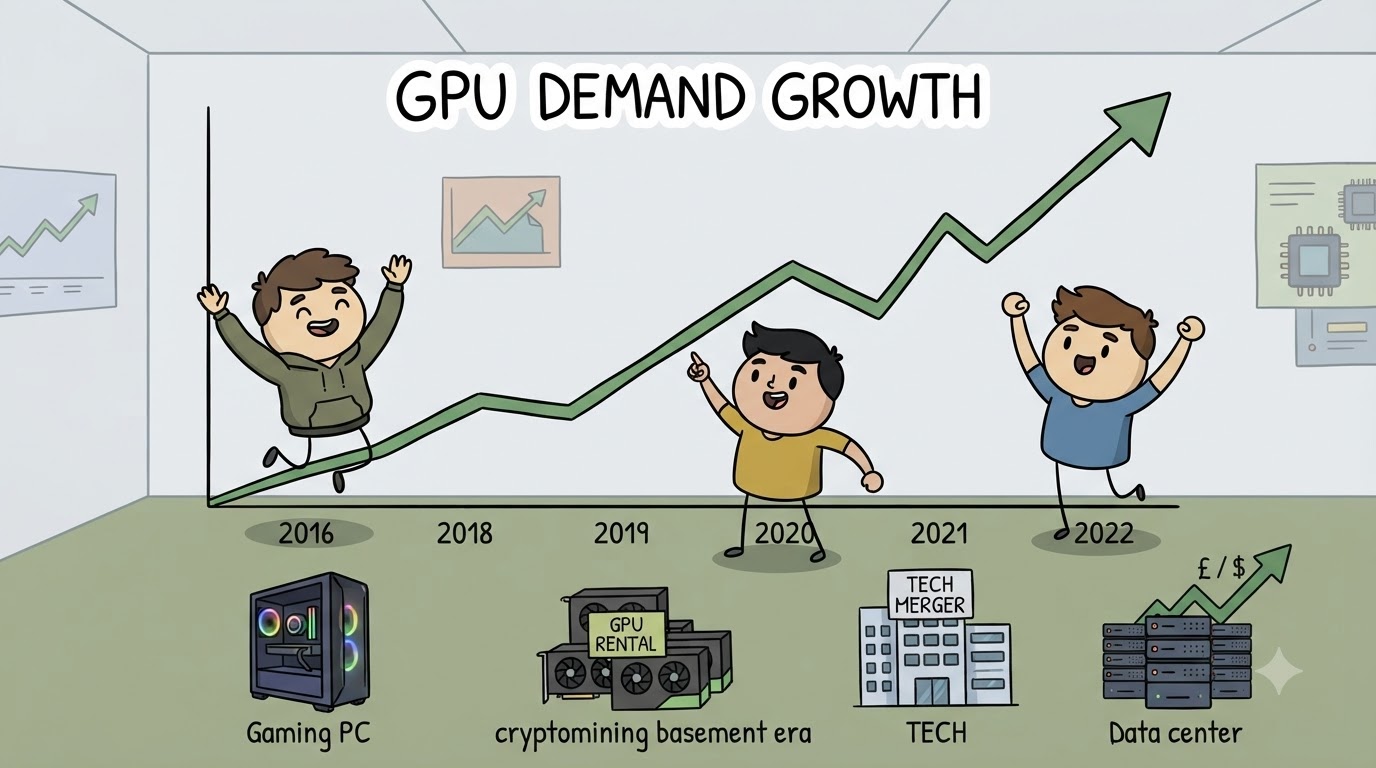 GPU DEMAND GROWTH
2016 2018 2019 2020 2021 2022
£/$
TECH
MERGER
GPU
RENTAL
Gaming PC cryptomining basement era TECH Data center